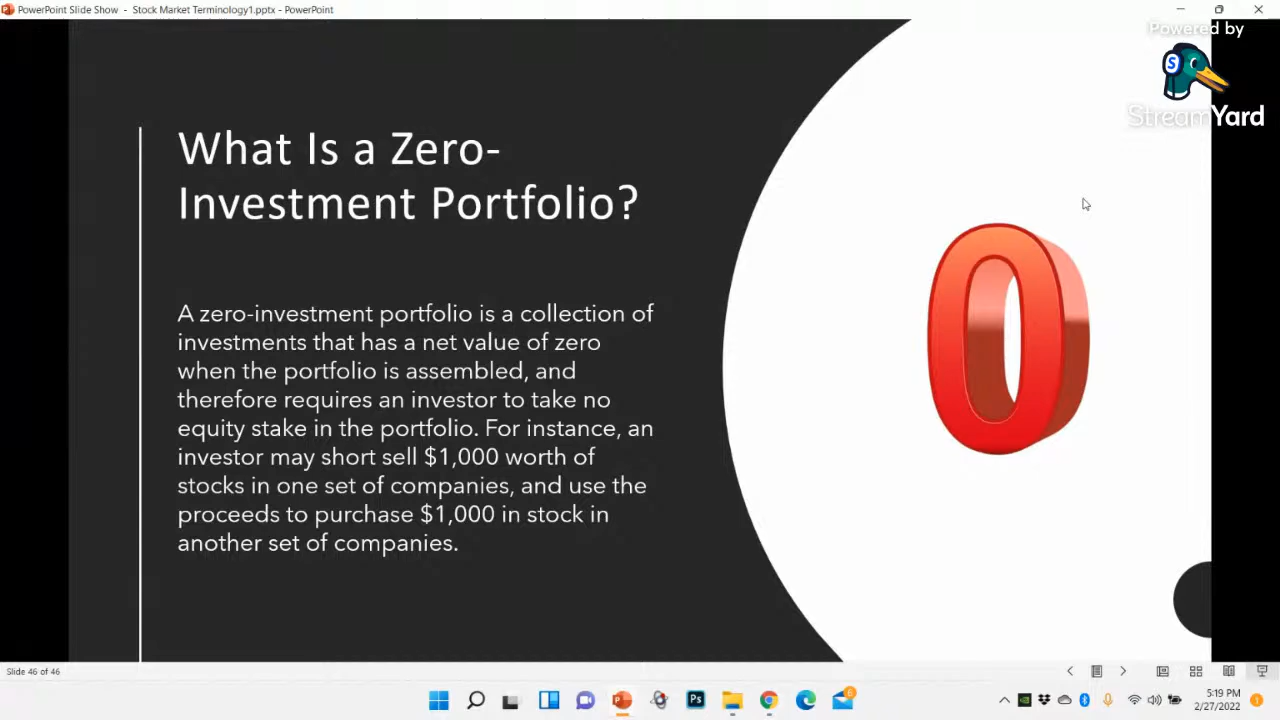 PowerPoint Slide Show - Stock Market Terminology1.pptx - PowerPoint
Powered by
S
StreamYard
What Is a Zero-
Investment Portfolio?
0
A zero-investment portfolio is a collection of
investments that has a net value of zero
when the portfolio is assembled, and
therefore requires an investor to take no
equity stake in the portfolio. For instance, an
investor may short sell $1,000 worth of
stocks in one set of companies, and use the
proceeds to purchase $1,000 in stock in
another set of companies.
Slide 46 of 46
Ps
6
5:19 PM
2/27/2022